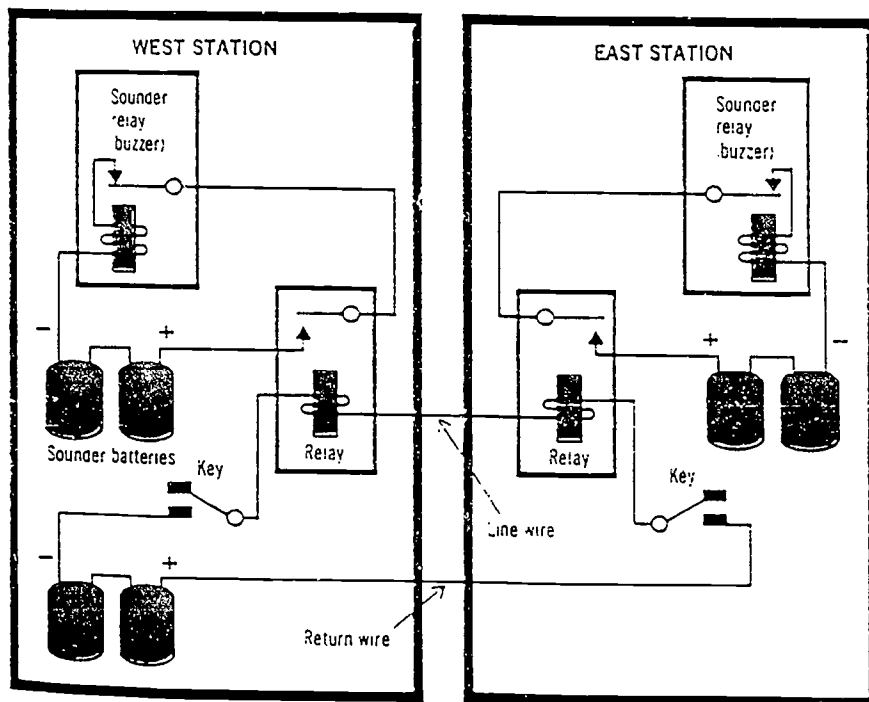 WEST STATION
EAST STATION
Sounder
relay
(buzzer)
Sounder
relay
(buzzer)
−
+
+
−
Sounder batteries
Key
Relay
Relay
Key
Line wire
−
+
Return wire